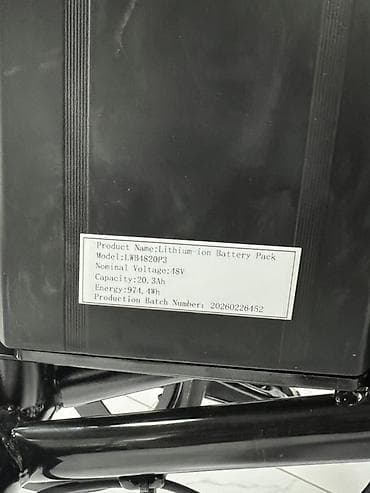 Product Name:Lithium-ion Battery Pack
Model:LWB4820P3
Nominal Voltage:48V
Capacity:20.3Ah
Energy:974.4Wh
Production Batch Number: 20260226452